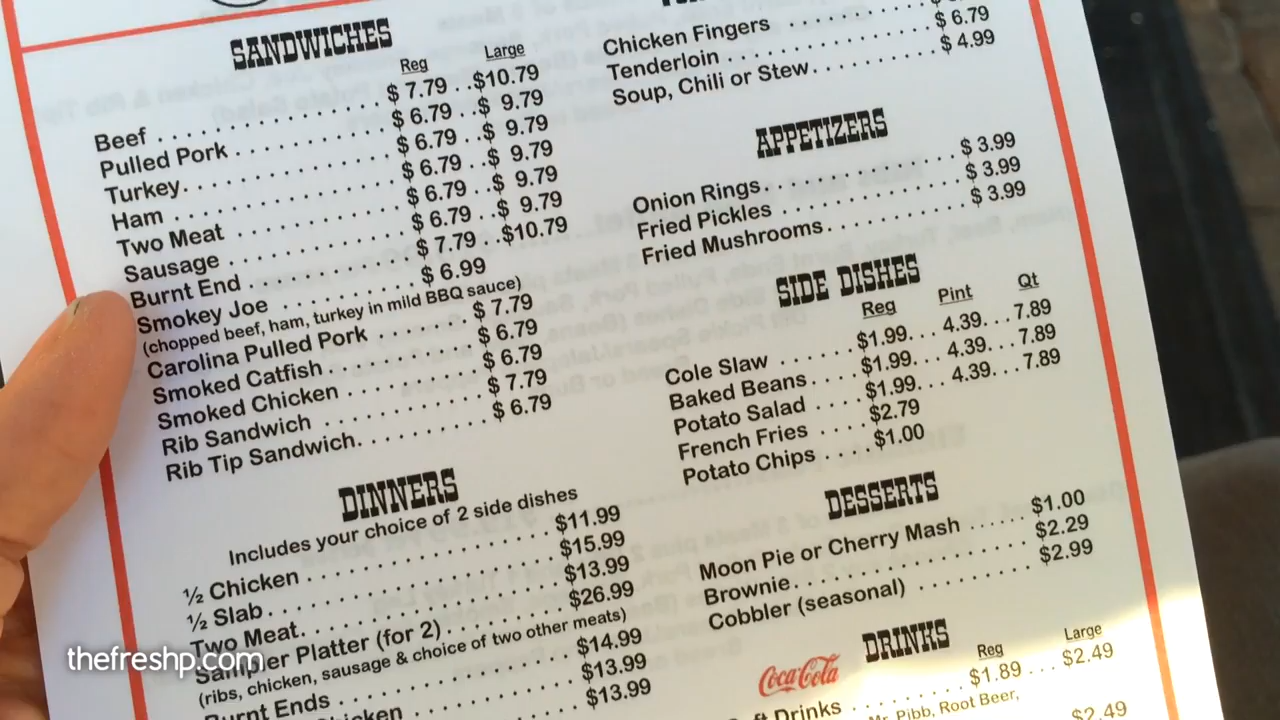 SANDWICHES
Reg Large
Beef $ 7.79 $10.79
Pulled Pork $ 6.79 $ 9.79
Turkey $ 6.79 $ 9.79
Ham $ 6.79 $ 9.79
Two Meat $ 6.79 $ 9.79
Sausage $ 6.79 $ 9.79
Burnt End $ 7.79 $10.79
Smokey Joe $ 6.99
(chopped beef, ham, turkey in mild BBQ sauce)
Carolina Pulled Pork $ 7.79
Smoked Catfish $ 6.79
Smoked Chicken $ 6.79
Rib Sandwich $ 7.79
Rib Tip Sandwich $ 6.79
DINNERS
Includes your choice of 2 side dishes
½ Chicken $11.99
½ Slab $15.99
Two Meat $13.99
Sampler Platter (for 2) $26.99
(ribs, chicken, sausage & choice of two other meats)
Burnt Ends $14.99
Chicken $13.99
$13.99
Chicken Fingers
Tenderloin $ 6.79
Soup, Chili or Stew $ 4.99
APPETIZERS
Onion Rings $ 3.99
Fried Pickles $ 3.99
Fried Mushrooms $ 3.99
SIDE DISHES
Reg Pint Qt
Cole Slaw $1.99 4.39 7.89
Baked Beans $1.99 4.39 7.89
Potato Salad $1.99 4.39 7.89
French Fries $2.79
Potato Chips $1.00
DESSERTS
Moon Pie or Cherry Mash $1.00
Brownie $2.29
Cobbler (seasonal) $2.99
DRINKS
Coca-Cola
Reg Large
Drinks $1.89 $2.49
Mr. Pibb, Root Beer,
$2.49
thefreshp.com